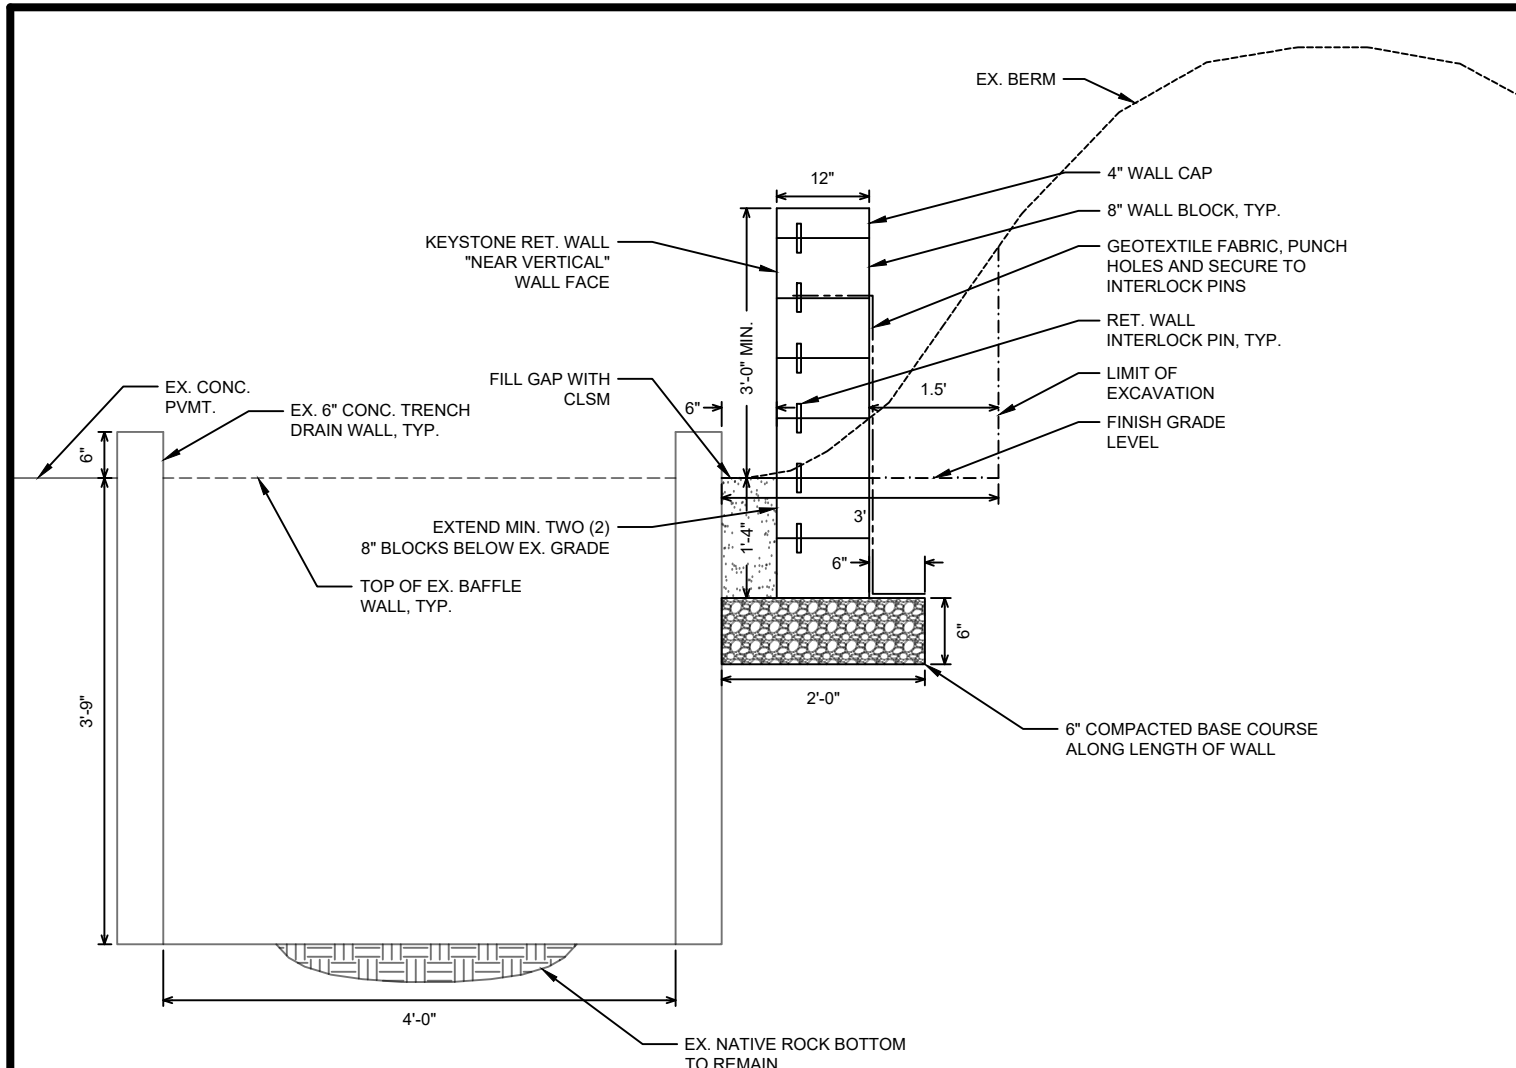 EX. BERM
12"
4" WALL CAP
8" WALL BLOCK, TYP.
KEYSTONE RET. WALL
"NEAR VERTICAL"
WALL FACE
GEOTEXTILE FABRIC, PUNCH
HOLES AND SECURE TO
INTERLOCK PINS
RET. WALL
INTERLOCK PIN, TYP.
3'-0" MIN.
EX. CONC.
PVMT.
FILL GAP WITH
CLSM
6"
1.5'
LIMIT OF
EXCAVATION
EX. 6" CONC. TRENCH
DRAIN WALL, TYP.
FINISH GRADE
LEVEL
6"
EXTEND MIN. TWO (2)
8" BLOCKS BELOW EX. GRADE
1'-4"
3'
6"
TOP OF EX. BAFFLE
WALL, TYP.
6"
2'-0"
3'-9"
6" COMPACTED BASE COURSE
ALONG LENGTH OF WALL
4'-0"
EX. NATIVE ROCK BOTTOM
TO REMAIN